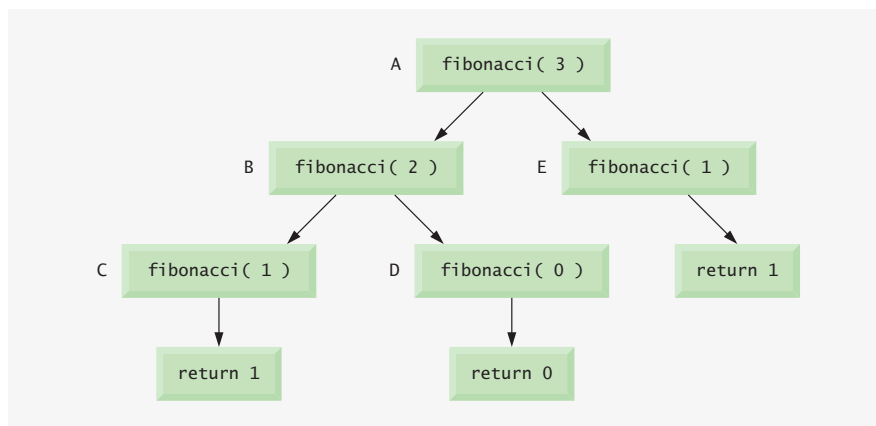 A fibonacci( 3 )
B fibonacci( 2 )
E fibonacci( 1 )
C fibonacci( 1 )
D fibonacci( 0 )
return 1
return 1
return 0